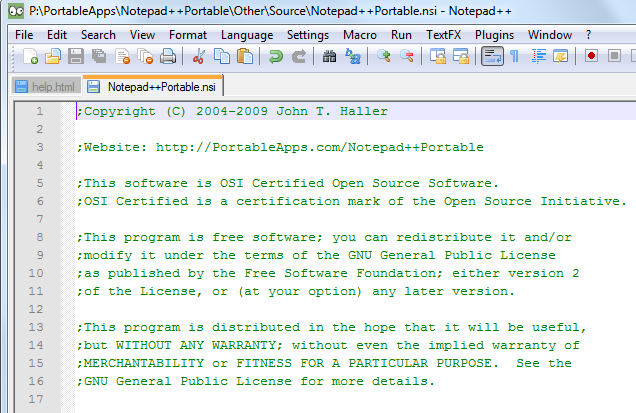 P:\PortableApps\Notepad++Portable\Other\Source\Notepad++Portable.nsi - Notepad++
File Edit Search View Format Language Settings Macro Run TextFX Plugins Window ?
help.html Notepad++Portable.nsi
1 ;Copyright (C) 2004-2009 John T. Haller
2
3 ;Website: http://PortableApps.com/Notepad++Portable
4
5 ;This software is OSI Certified Open Source Software.
6 ;OSI Certified is a certification mark of the Open Source Initiative.
7
8 ;This program is free software; you can redistribute it and/or
9 ;modify it under the terms of the GNU General Public License
10 ;as published by the Free Software Foundation; either version 2
11 ;of the License, or (at your option) any later version.
12
13 ;This program is distributed in the hope that it will be useful,
14 ;but WITHOUT ANY WARRANTY; without even the implied warranty of
15 ;MERCHANTABILITY or FITNESS FOR A PARTICULAR PURPOSE.  See the
16 ;GNU General Public License for more details.
17